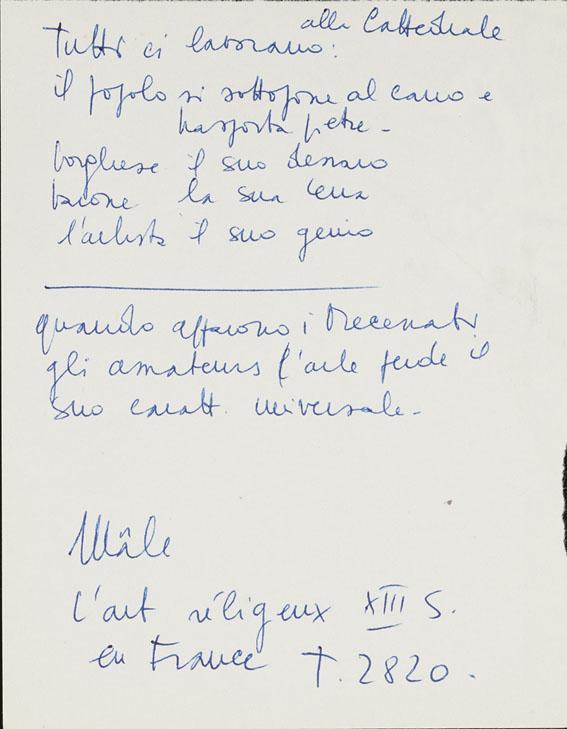 alla Cattedrale
Tutti ci lavorano:
il popolo si sottopone al carro e
trasporta pietre -
borghese il suo denaro
barone la sua terra
l'artista il suo genio
quando appaiono i Mecenati
gli amateurs l'arte perde il
suo caratt. universale -
Mâle
L'art réligeux XIII S.
en France T. 2820.